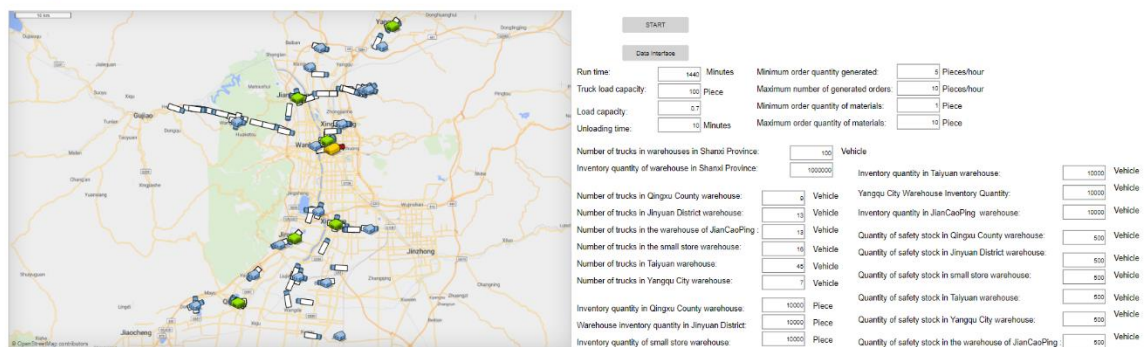 10 km
Gujiao
Jinzhong
Jiaocheng
© OpenStreetMap contributors
START
Data Interface
Run time: 1440 Minutes
Truck load capacity: 100 Piece
Load capacity: 0.7
Unloading time: 10 Minutes
Minimum order quantity generated: 5 Pieces/hour
Maximum number of generated orders: 10 Pieces/hour
Minimum order quantity of materials: 1 Piece
Maximum order quantity of materials: 10 Piece
Number of trucks in warehouses in Shanxi Province: 100 Vehicle
Inventory quantity of warehouse in Shanxi Province: 1000000
Number of trucks in Qingxu County warehouse: 9 Vehicle
Number of trucks in Jinyuan District warehouse: 13 Vehicle
Number of trucks in the warehouse of JianCaoPing : 13 Vehicle
Number of trucks in the small store warehouse: 16 Vehicle
Number of trucks in Taiyuan warehouse: 45 Vehicle
Number of trucks in Yangqu City warehouse: 7 Vehicle
Inventory quantity in Qingxu County warehouse: 10000 Piece
Warehouse inventory quantity in Jinyuan District: 10000 Piece
Inventory quantity of small store warehouse: 10000 Piece
Inventory quantity in Taiyuan warehouse: 10000 Vehicle
Yangqu City Warehouse Inventory Quantity: 10000 Vehicle
Inventory quantity in JianCaoPing warehouse: 10000 Vehicle
Quantity of safety stock in Qingxu County warehouse: 500 Vehicle
Quantity of safety stock in Jinyuan District warehouse: 500 Vehicle
Quantity of safety stock in small store warehouse: 500 Vehicle
Quantity of safety stock in Taiyuan warehouse: 500 Vehicle
Quantity of safety stock in Yangqu City warehouse: 500 Vehicle
Quantity of safety stock in the warehouse of JianCaoPing : 500 Vehicle